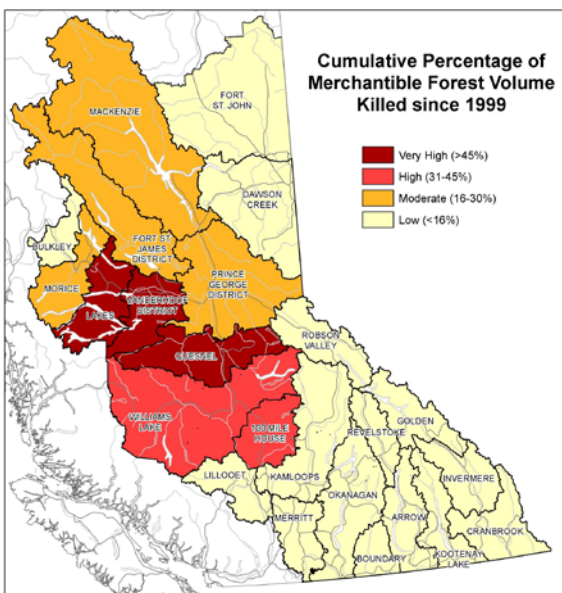 Cumulative Percentage of
Merchantible Forest Volume
Killed since 1999
Very High (>45%)
High (31-45%)
Moderate (16-30%)
Low (<16%)
MACKENZIE
FORT
ST. JOHN
DAWSON
CREEK
BULKLEY
FORT ST
JAMES
DISTRICT
PRINCE
GEORGE
DISTRICT
MORICE
VANDERHOOF
DISTRICT
LAKES
QUESNEL
ROBSON
VALLEY
WILLIAMS
LAKE
100 MILE
HOUSE
GOLDEN
REVELSTOKE
LILLOOET
KAMLOOPS
INVERMERE
OKANAGAN
MERRITT
ARROW
CRANBROOK
BOUNDARY
KOOTENAY
LAKE